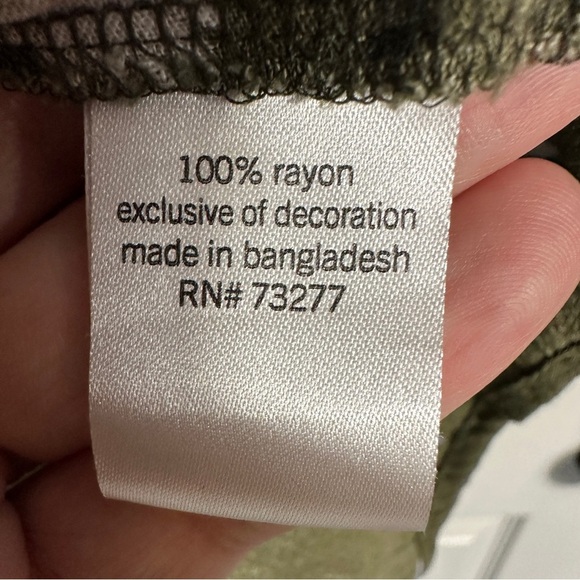 100% rayon
exclusive of decoration
made in bangladesh
RN# 73277